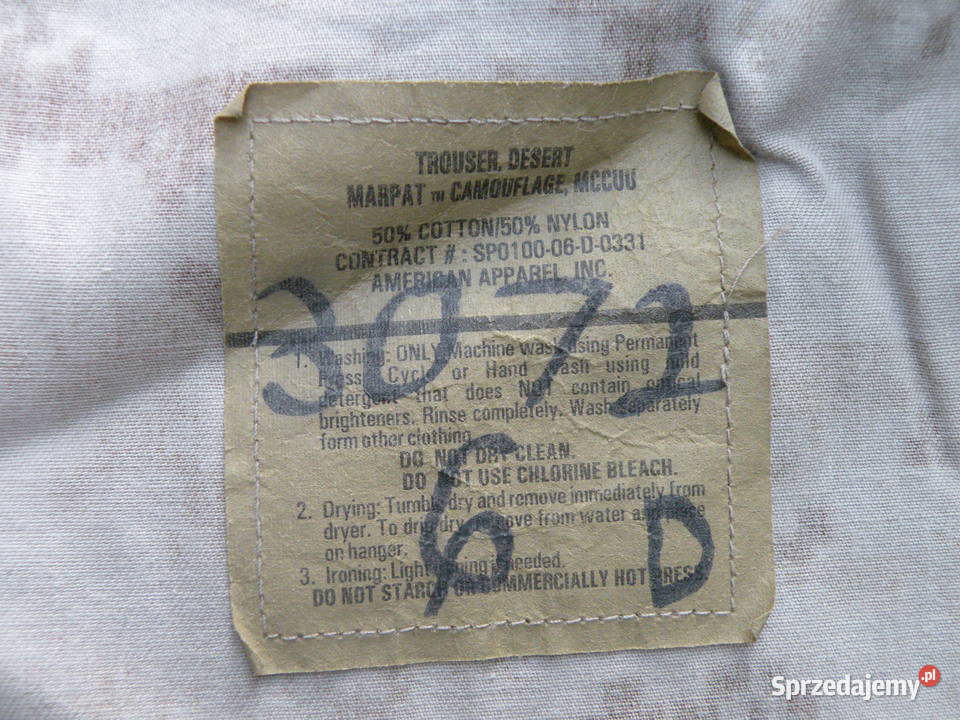 TROUSER, DESERT
MARPAT TM CAMOUFLAGE, MCCUU
50% COTTON/50% NYLON
CONTRACT # : SP0100-06-D-0331
AMERICAN APPAREL, INC.
3072
1. Washing: ONLY Machine wash using Permanent
Press Cycle or Hand wash using mild
detergent that does NOT contain optical
brighteners. Rinse completely. Wash separately
form other clothing
DO NOT DRY CLEAN.
DO NOT USE CHLORINE BLEACH.
2. Drying: Tumble dry and remove immediately from
dryer. To drip dry, remove from water and place
on hanger.
3. Ironing: Light ironing if needed.
DO NOT STARCH OR COMMERCIALLY HOT PRESS
D
Sprzedajemy.pl